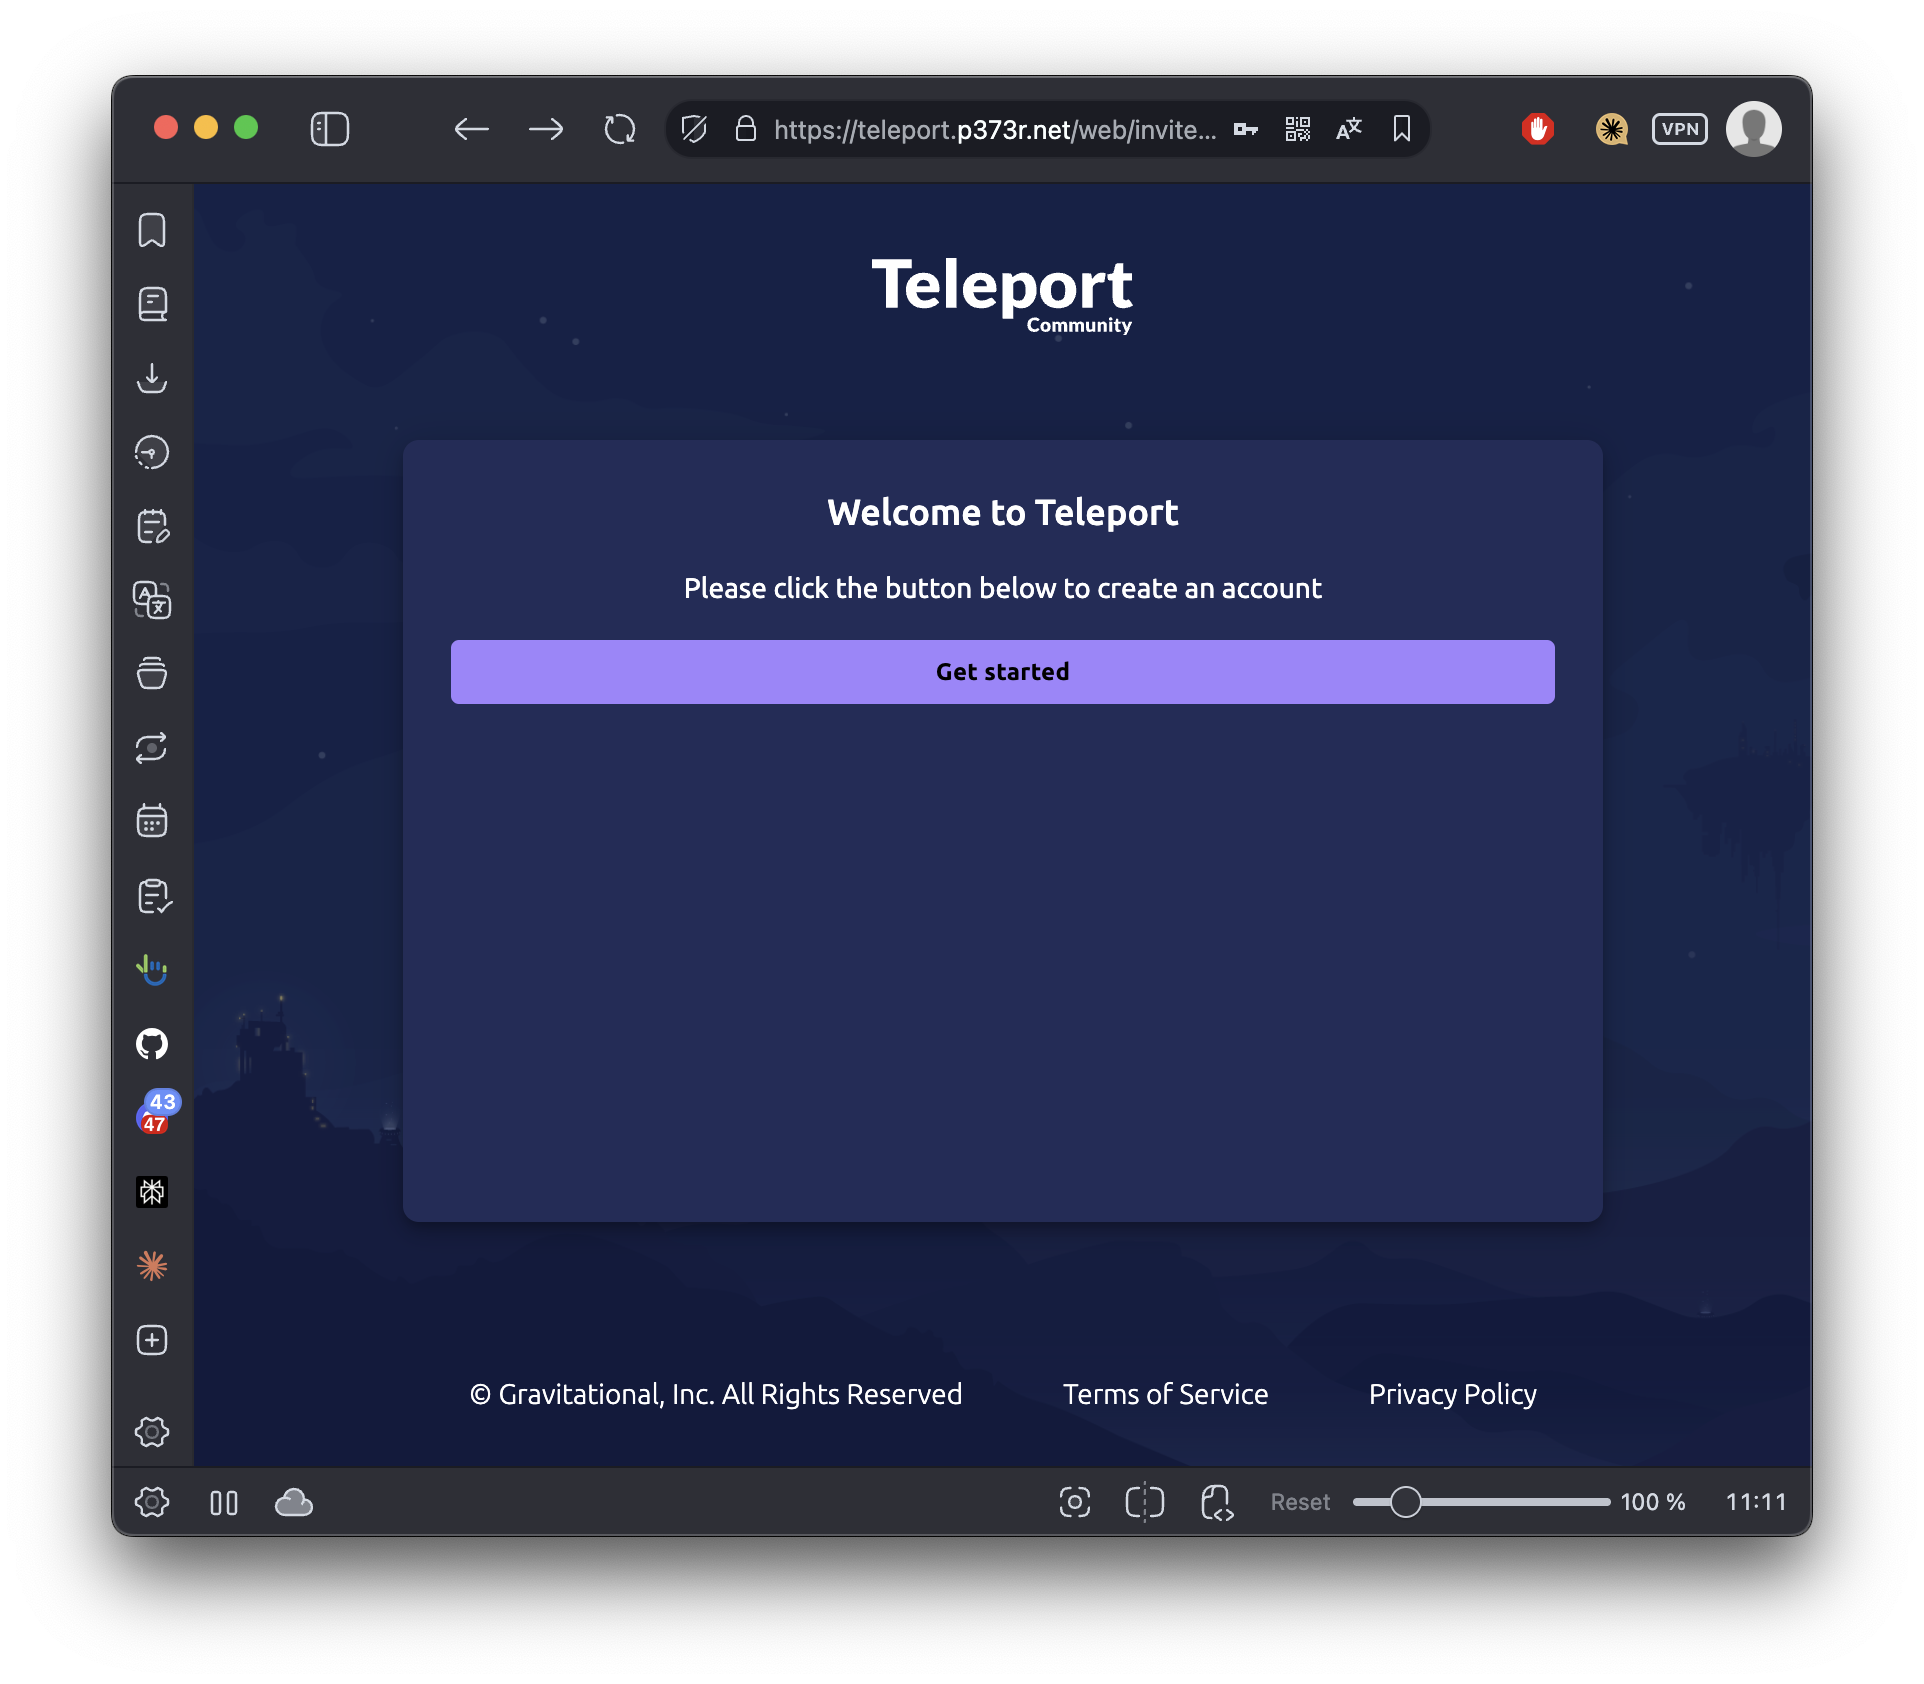 https://teleport.p373r.net/web/invite...
VPN
Teleport
Community
Welcome to Teleport
Please click the button below to create an account
Get started
43
47
© Gravitational, Inc. All Rights Reserved
Terms of Service
Privacy Policy
Reset
100 %
11:11